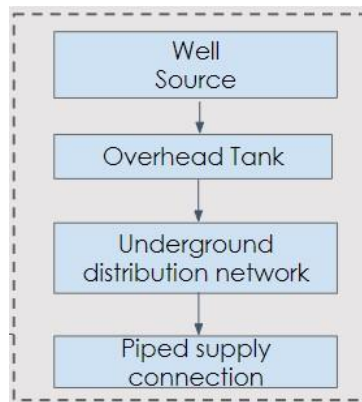 Well
Source
Overhead Tank
Underground
distribution network
Piped supply
connection